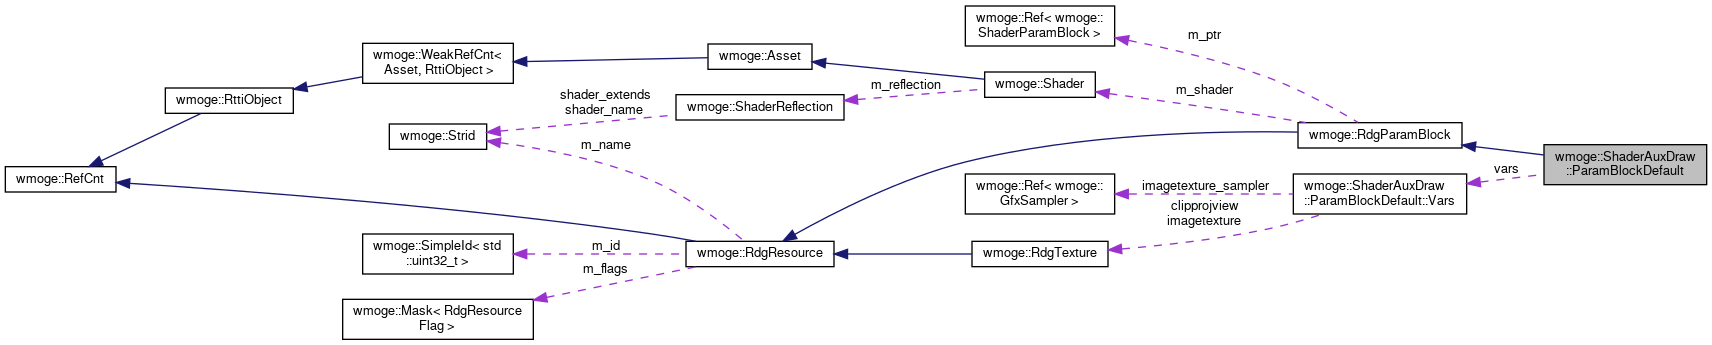 wmoge::Ref< wmoge::
ShaderParamBlock >
m_ptr
wmoge::WeakRefCnt<
Asset, RttiObject >
wmoge::Asset
wmoge::Shader
m_reflection
m_shader
wmoge::RttiObject
shader_extends
shader_name
wmoge::ShaderReflection
wmoge::Strid
m_name
wmoge::RdgParamBlock
wmoge::ShaderAuxDraw
::ParamBlockDefault
vars
wmoge::RefCnt
wmoge::Ref< wmoge::
GfxSampler >
imagetexture_sampler
clipprojview
imagetexture
wmoge::ShaderAuxDraw
::ParamBlockDefault::Vars
wmoge::SimpleId< std
::uint32_t >
m_id
m_flags
wmoge::RdgResource
wmoge::RdgTexture
wmoge::Mask< RdgResource
Flag >